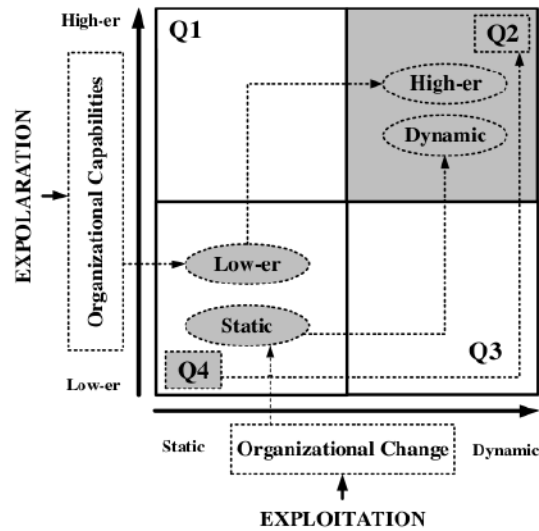 High-er
Q1
Q2
High-er
Dynamic
EXPOLARATION
Organizational Capabilities
Low-er
Static
Q3
Q4
Low-er
Static
Organizational Change
Dynamic
EXPLOITATION